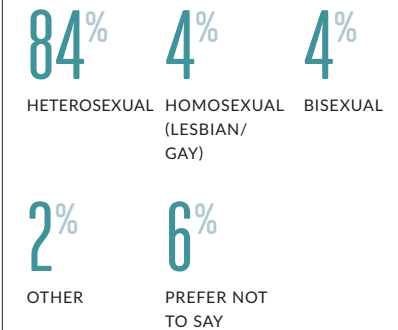 84% 4% 4%
HETEROSEXUAL HOMOSEXUAL BISEXUAL
(LESBIAN/
GAY)
2% 6%
OTHER PREFER NOT
TO SAY